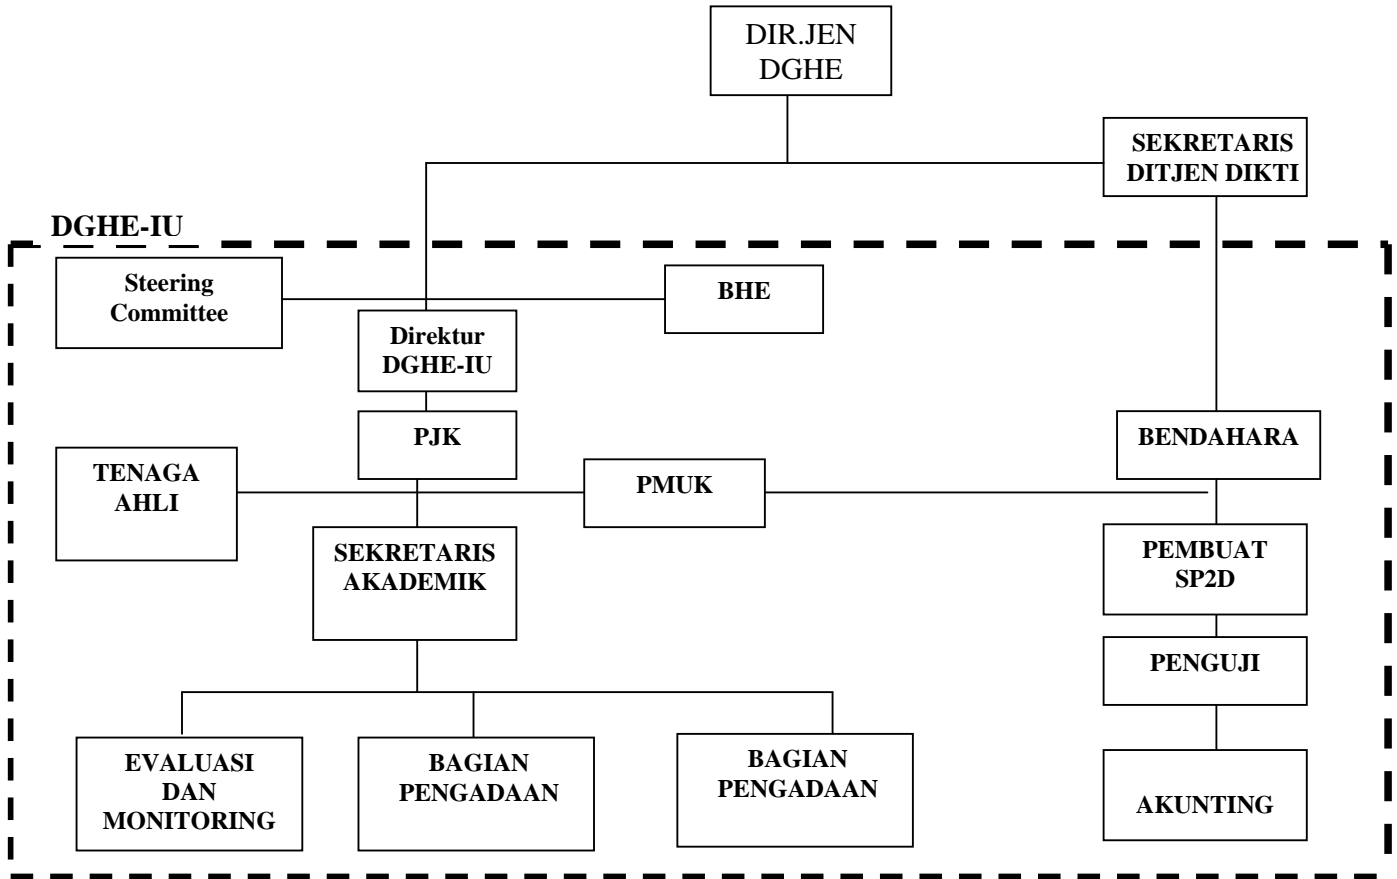 DIR.JEN
DGHE
SEKRETARIS
DITJEN DIKTI
DGHE-IU
Steering
Committee
BHE
Direktur
DGHE-IU
PJK
BENDAHARA
TENAGA
AHLI
PMUK
SEKRETARIS
AKADEMIK
PEMBUAT
SP2D
PENGUJI
EVALUASI
DAN
MONITORING
BAGIAN
PENGADAAN
BAGIAN
PENGADAAN
AKUNTING